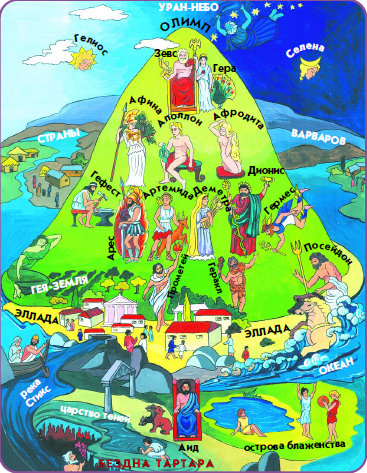 УРАН-НЕБО
ОЛИМП
Гелиос
Зевс
Селена
Гера
Афина
Аполлон
Афродита
СТРАНЫ
ВАРВАРОВ
Гефест
Артемида
Деметра
Дионис
Гермес
Арес
Посейдон
Прометей
Геракл
ГЕЯ-ЗЕМЛЯ
ЭЛЛАДА
ЭЛЛАДА
ОКЕАН
река
Стикс
царство теней
Аид
острова блаженства
БЕЗДНА ТАРТАРА